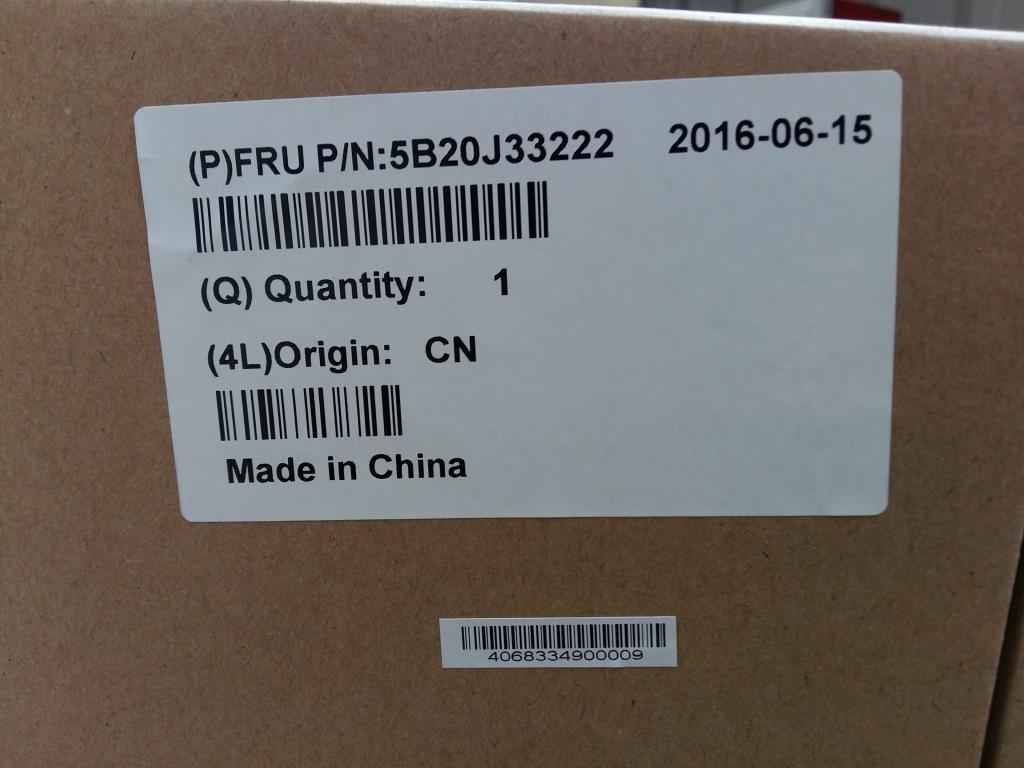 (P)FRU P/N:5B20J33222 2016-06-15
(Q) Quantity: 1
(4L)Origin: CN
Made in China
4068334900009